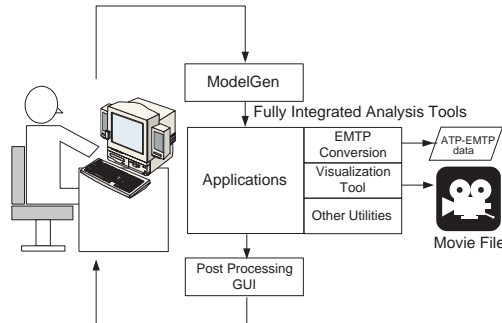 ModelGen
Fully Integrated Analysis Tools
Applications
EMTP
Conversion
ATP-EMTP
data
Visualization
Tool
Other Utilities
Movie File
Post Processing
GUI